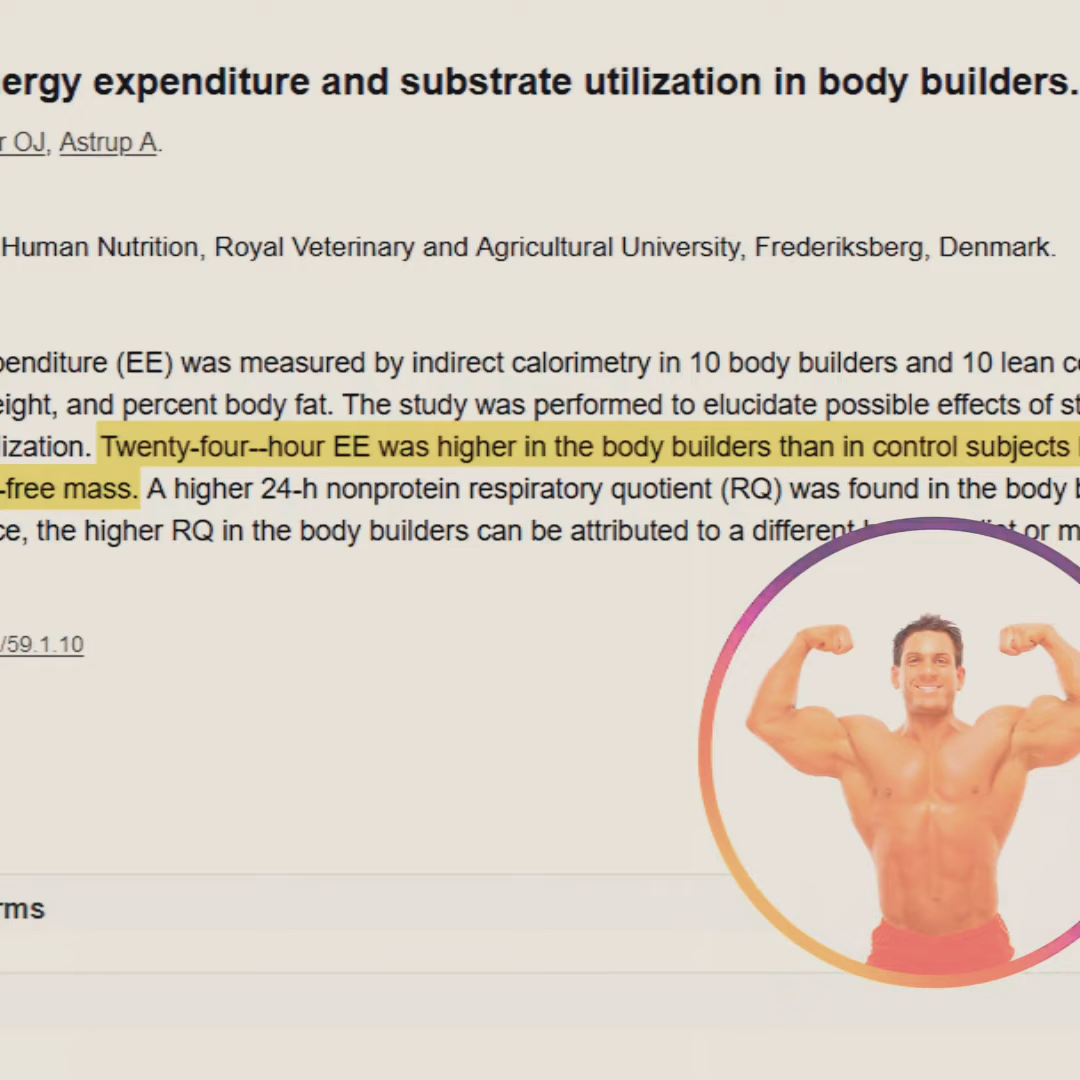 ergy expenditure and substrate utilization in body builders.
r OJ, Astrup A.
Human Nutrition, Royal Veterinary and Agricultural University, Frederiksberg, Denmark.
penditure (EE) was measured by indirect calorimetry in 10 body builders and 10 lean c
eight, and percent body fat. The study was performed to elucidate possible effects of st
lization. Twenty-four--hour EE was higher in the body builders than in control subjects
-free mass. A higher 24-h nonprotein respiratory quotient (RQ) was found in the body b
ce, the higher RQ in the body builders can be attributed to a different or m
/59.1.10
rms